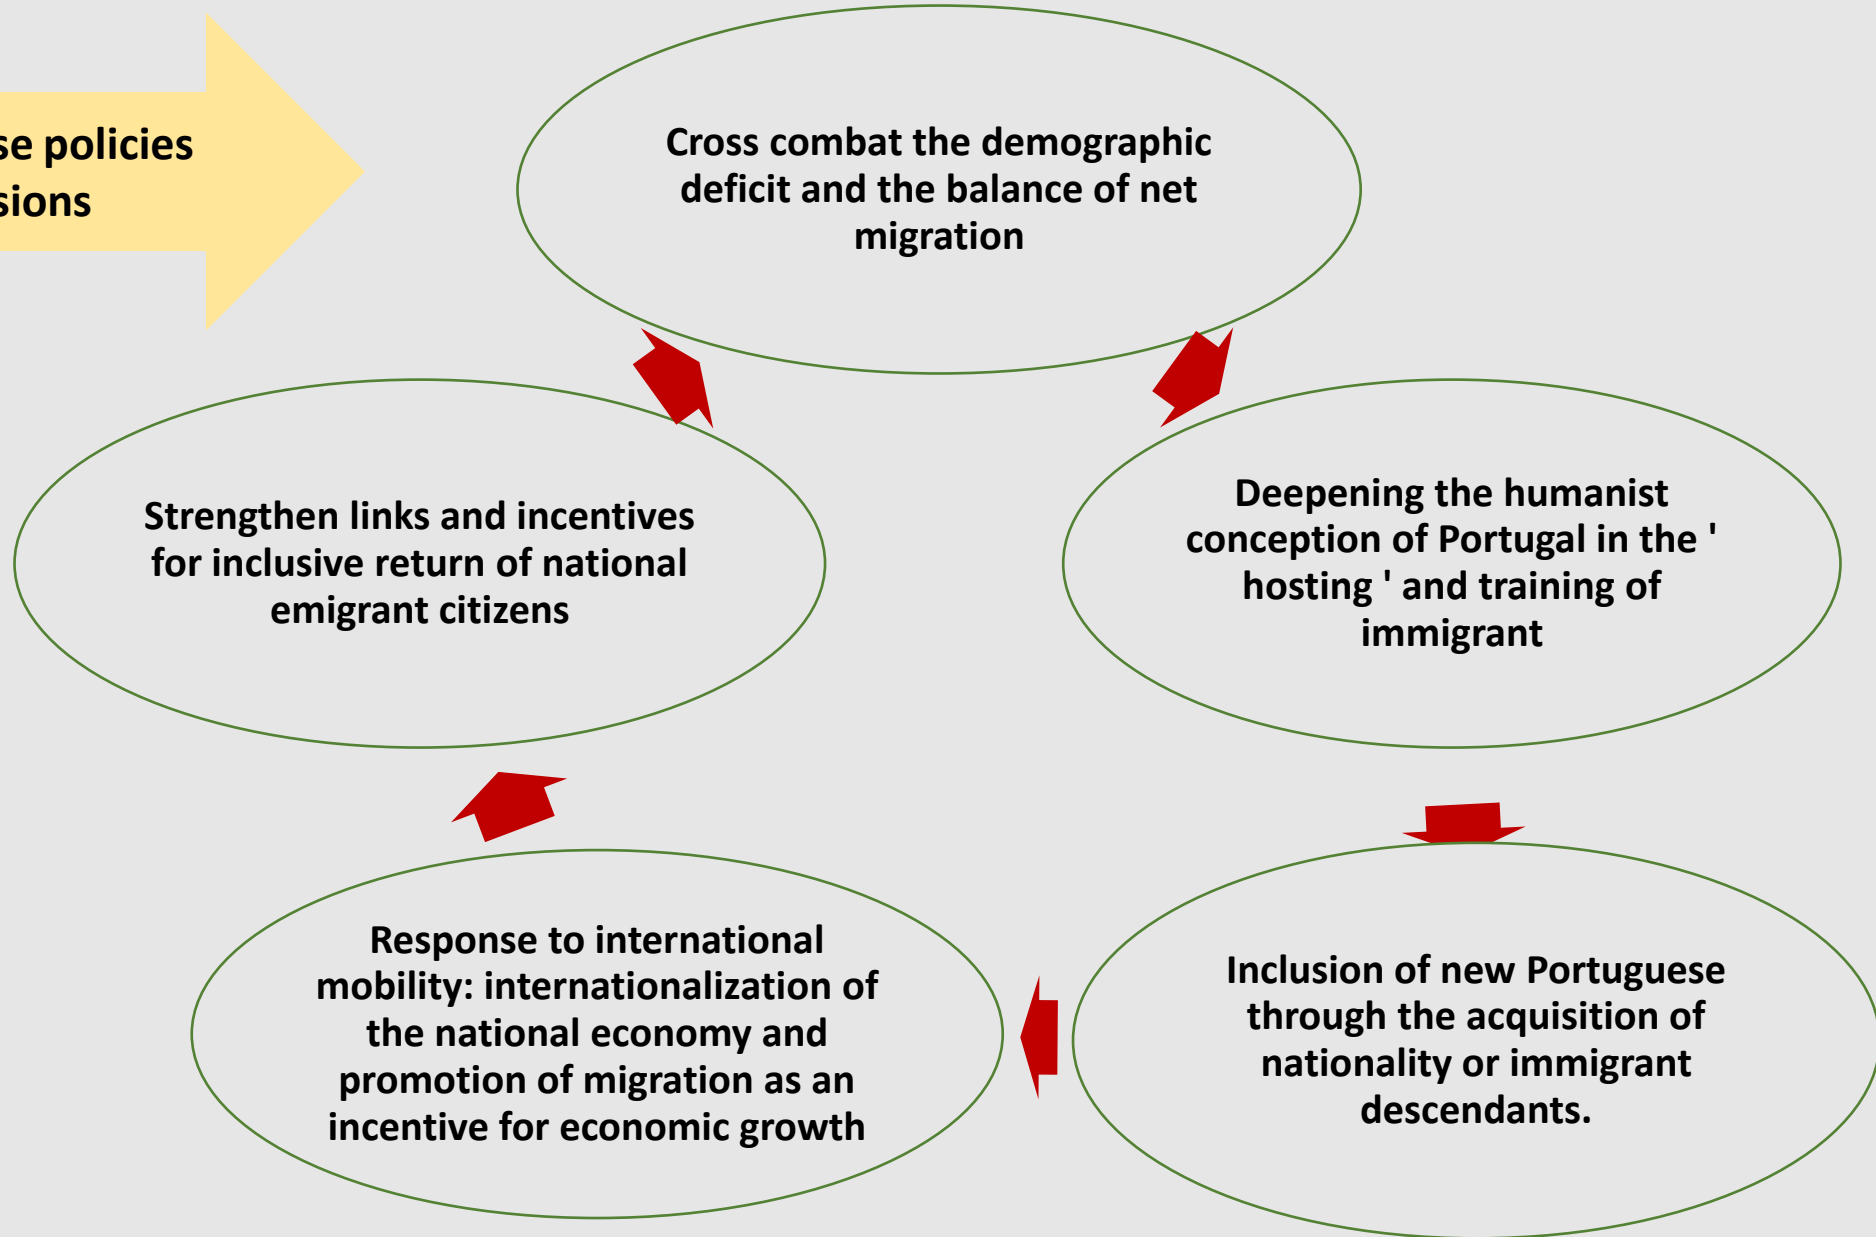 policies
Cross combat the demographic
deficit and the balance of net
migration
Strengthen links and incentives
for inclusive return of national
emigrant citizens
Deepening the humanist
conception of Portugal in the '
hosting ' and training of
immigrant
Response to international
mobility: internationalization of
the national economy and
promotion of migration as an
incentive for economic growth
Inclusion of new Portuguese
through the acquisition of
nationality or immigrant
descendants.